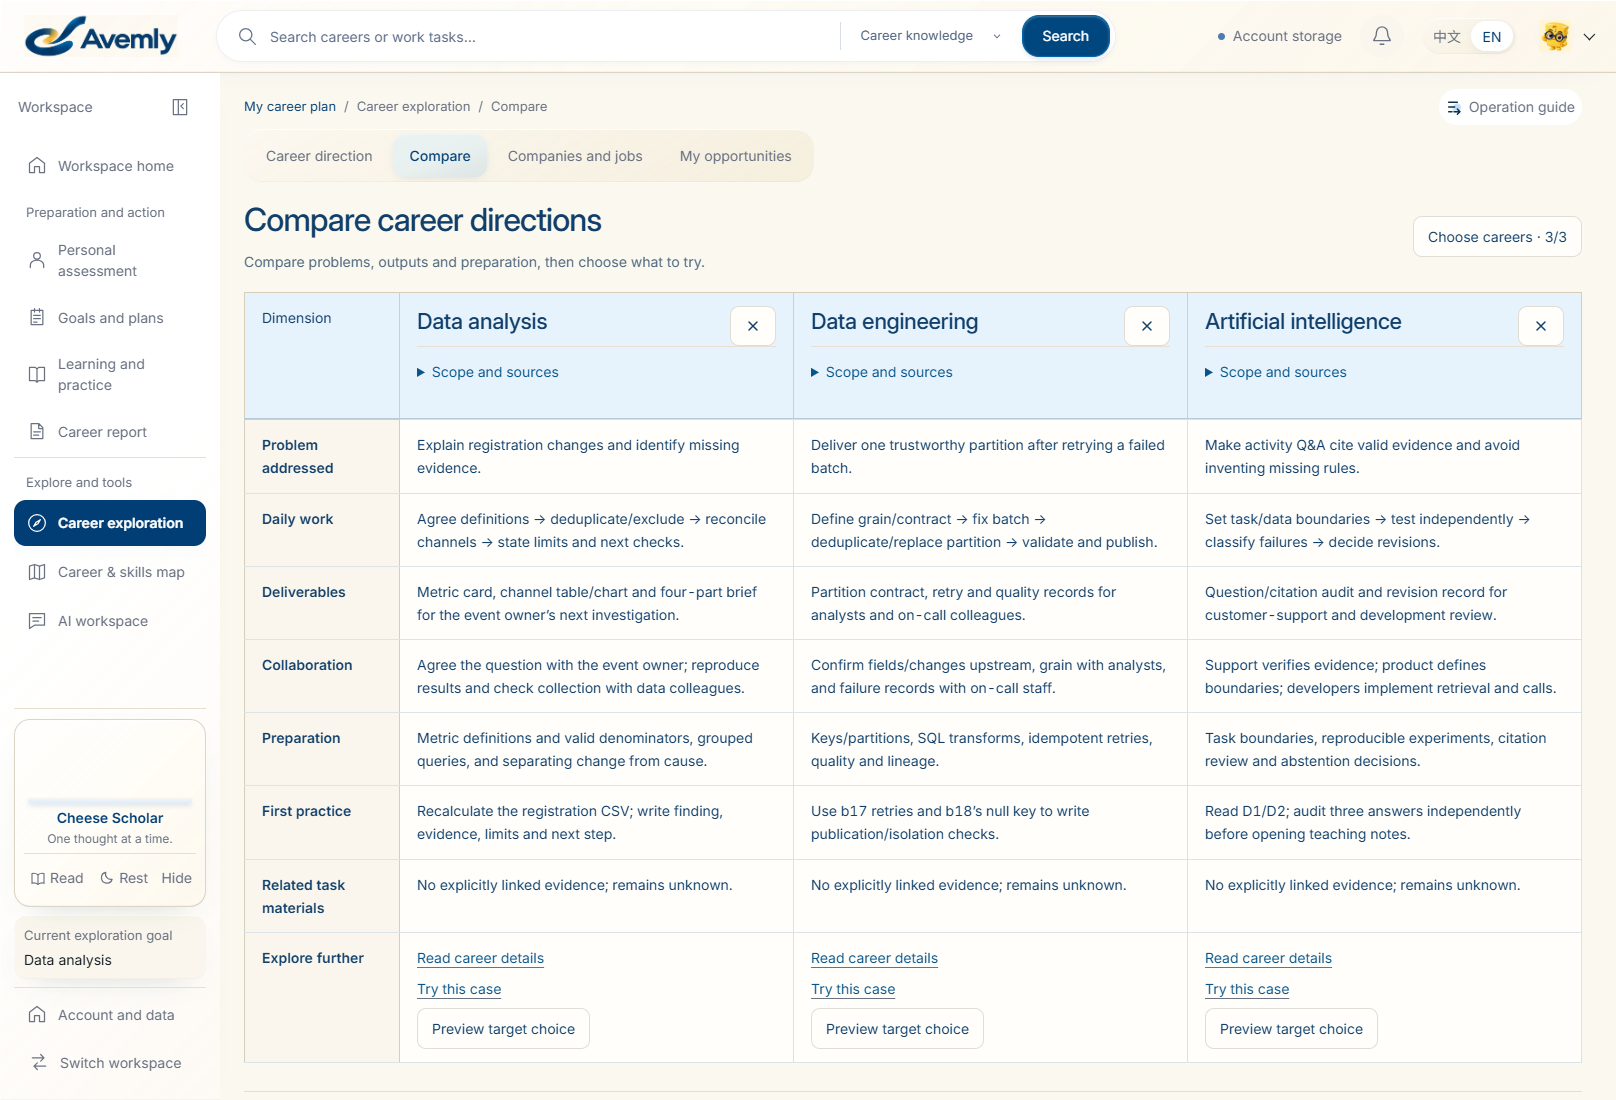 Avemly
Search careers or work tasks...
Career knowledge
Search
Account storage
中文
EN
Workspace
Workspace home
Preparation and action
Personal
assessment
Goals and plans
Learning and
practice
Career report
Explore and tools
Career exploration
Career & skills map
AI workspace
Cheese Scholar
One thought at a time.
Read
Rest
Hide
Current exploration goal
Data analysis
Account and data
Switch workspace
My career plan / Career exploration / Compare
Operation guide
Career direction
Compare
Companies and jobs
My opportunities
Compare career directions
Compare problems, outputs and preparation, then choose what to try.
Choose careers · 3/3
Dimension
Data analysis
×
Scope and sources
Data engineering
×
Scope and sources
Artificial intelligence
×
Scope and sources
Problem
addressed
Explain registration changes and identify missing
evidence.
Deliver one trustworthy partition after retrying a failed
batch.
Make activity Q&A cite valid evidence and avoid
inventing missing rules.
Daily work
Agree definitions → deduplicate/exclude → reconcile
channels → state limits and next checks.
Define grain/contract → fix batch →
deduplicate/replace partition → validate and publish.
Set task/data boundaries → test independently →
classify failures → decide revisions.
Deliverables
Metric card, channel table/chart and four-part brief
for the event owner’s next investigation.
Partition contract, retry and quality records for
analysts and on-call colleagues.
Question/citation audit and revision record for
customer-support and development review.
Collaboration
Agree the question with the event owner; reproduce
results and check collection with data colleagues.
Confirm fields/changes upstream, grain with analysts,
and failure records with on-call staff.
Support verifies evidence; product defines
boundaries; developers implement retrieval and calls.
Preparation
Metric definitions and valid denominators, grouped
queries, and separating change from cause.
Keys/partitions, SQL transforms, idempotent retries,
quality and lineage.
Task boundaries, reproducible experiments, citation
review and abstention decisions.
First practice
Recalculate the registration CSV; write finding,
evidence, limits and next step.
Use b17 retries and b18’s null key to write
publication/isolation checks.
Read D1/D2; audit three answers independently
before opening teaching notes.
Related task
materials
No explicitly linked evidence; remains unknown.
No explicitly linked evidence; remains unknown.
No explicitly linked evidence; remains unknown.
Explore further
Read career details
Try this case
Preview target choice
Read career details
Try this case
Preview target choice
Read career details
Try this case
Preview target choice